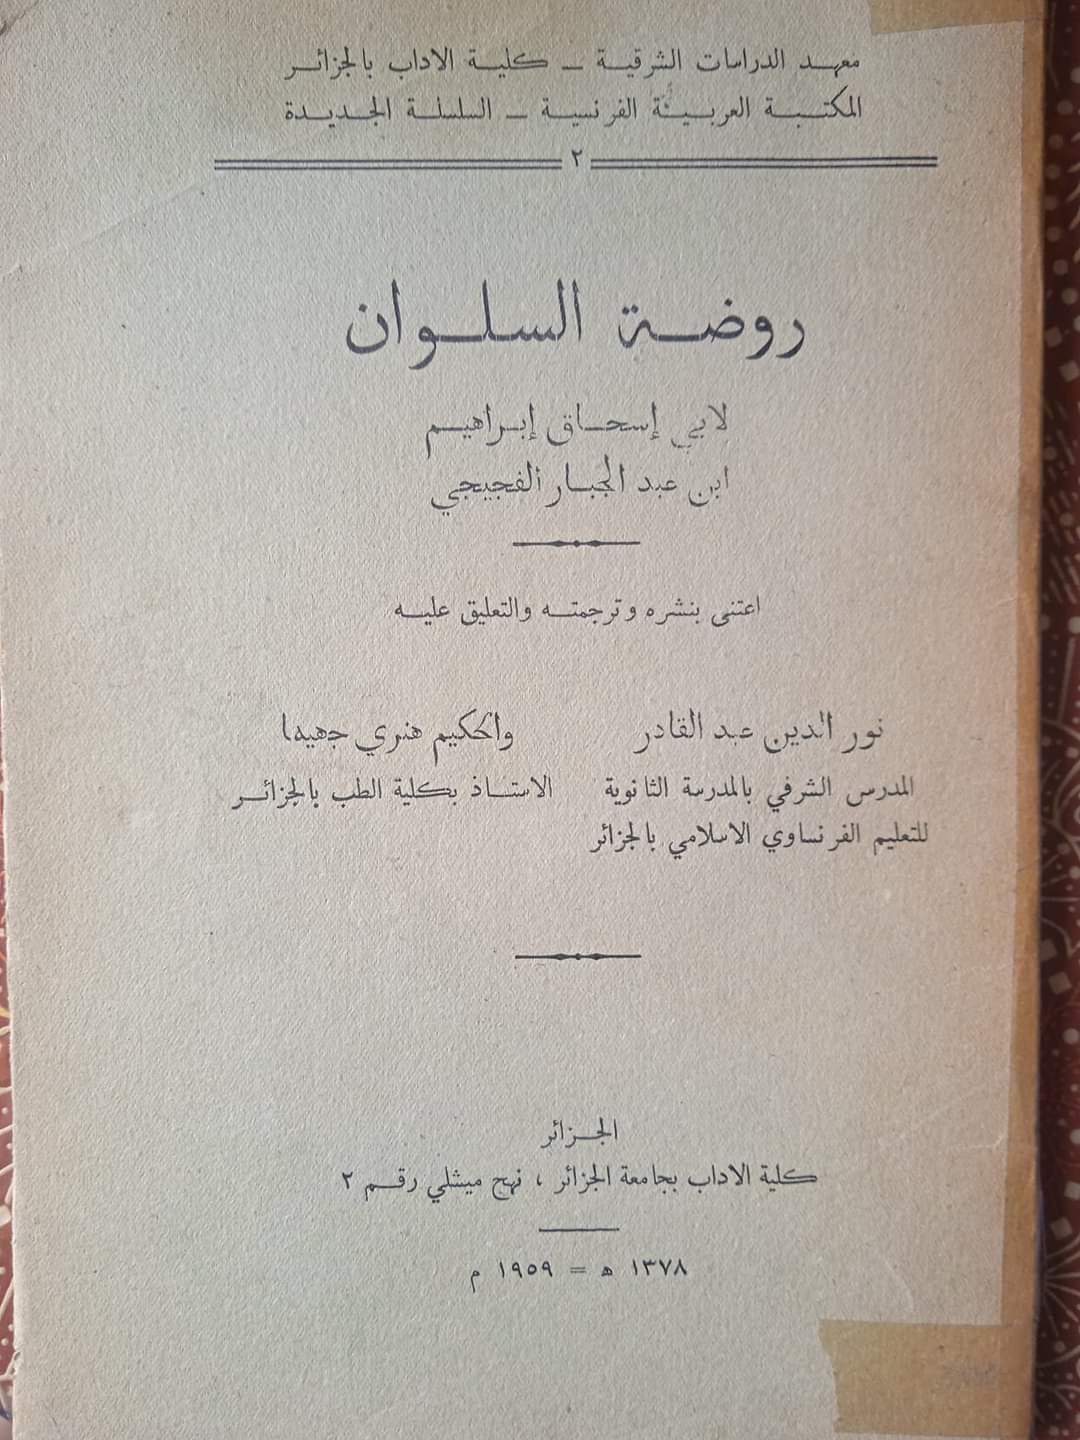 معهد الدراسات الشرقية - كلية الاداب بالجزائر
المكتبة العربية الفرنسية - السلسلة الجديدة
٢
روضة السلوان
لابي إسحاق إبراهيم
ابن عبد الجبار الفجيجي
اعتنى بنشره وترجمته والتعليق عليه
نور الدين عبد القادر
المدرس الشرفي بالمدرسة الثانوية
للتعليم الفرنساوي الاسلامي بالجزائر
والحكيم هنري جهيدا
الاستاذ بكلية الطب بالجزائر
الجزائر
كلية الاداب بجامعة الجزائر ، نهج ميشلي رقم ٢
١٣٧٨ ه = ١٩٥٩ م